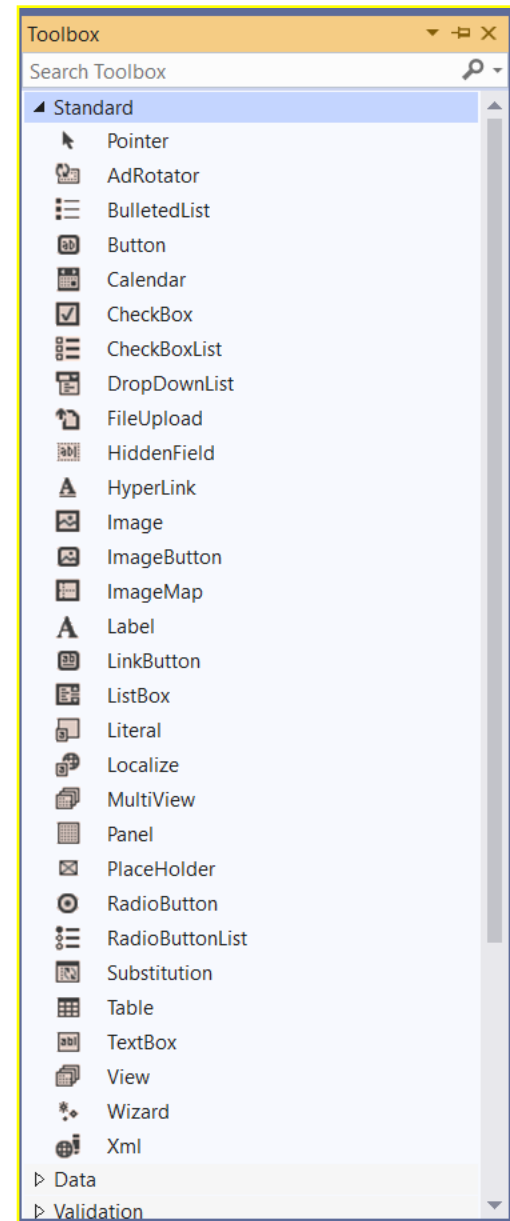 Toolbox
Search Toolbox
Standard
Pointer
AdRotator
BulletedList
Button
Calendar
CheckBox
CheckBoxList
DropDownList
FileUpload
HiddenField
HyperLink
Image
ImageButton
ImageMap
Label
LinkButton
ListBox
Literal
Localize
MultiView
Panel
PlaceHolder
RadioButton
RadioButtonList
Substitution
Table
TextBox
View
Wizard
Xml
Data
Validation